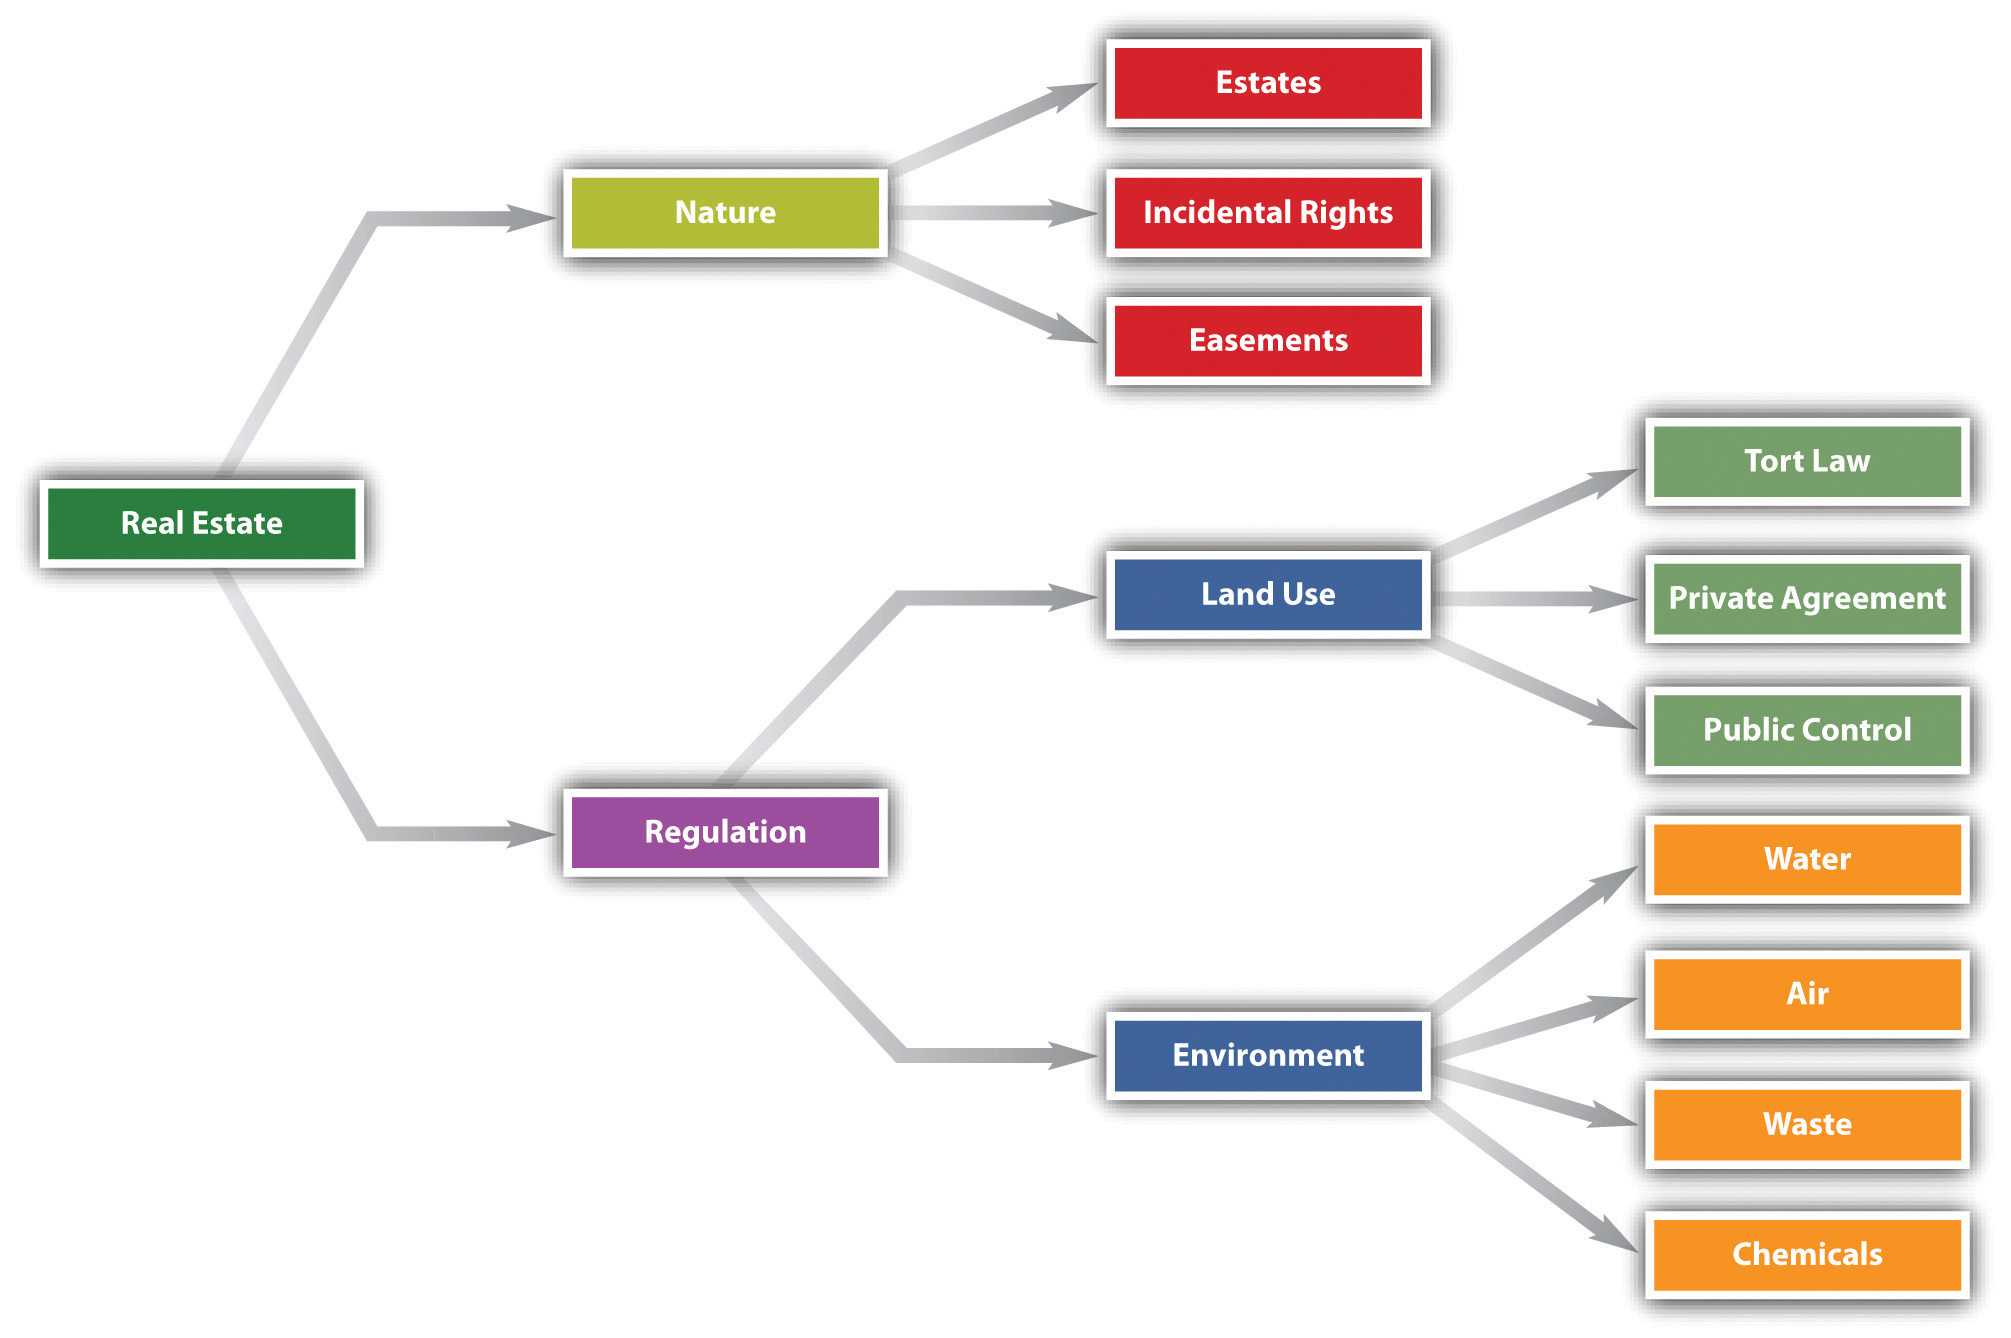 Estates
Nature
Incidental Rights
Easements
Real Estate
Tort Law
Land Use
Private Agreement
Public Control
Regulation
Water
Air
Environment
Waste
Chemicals